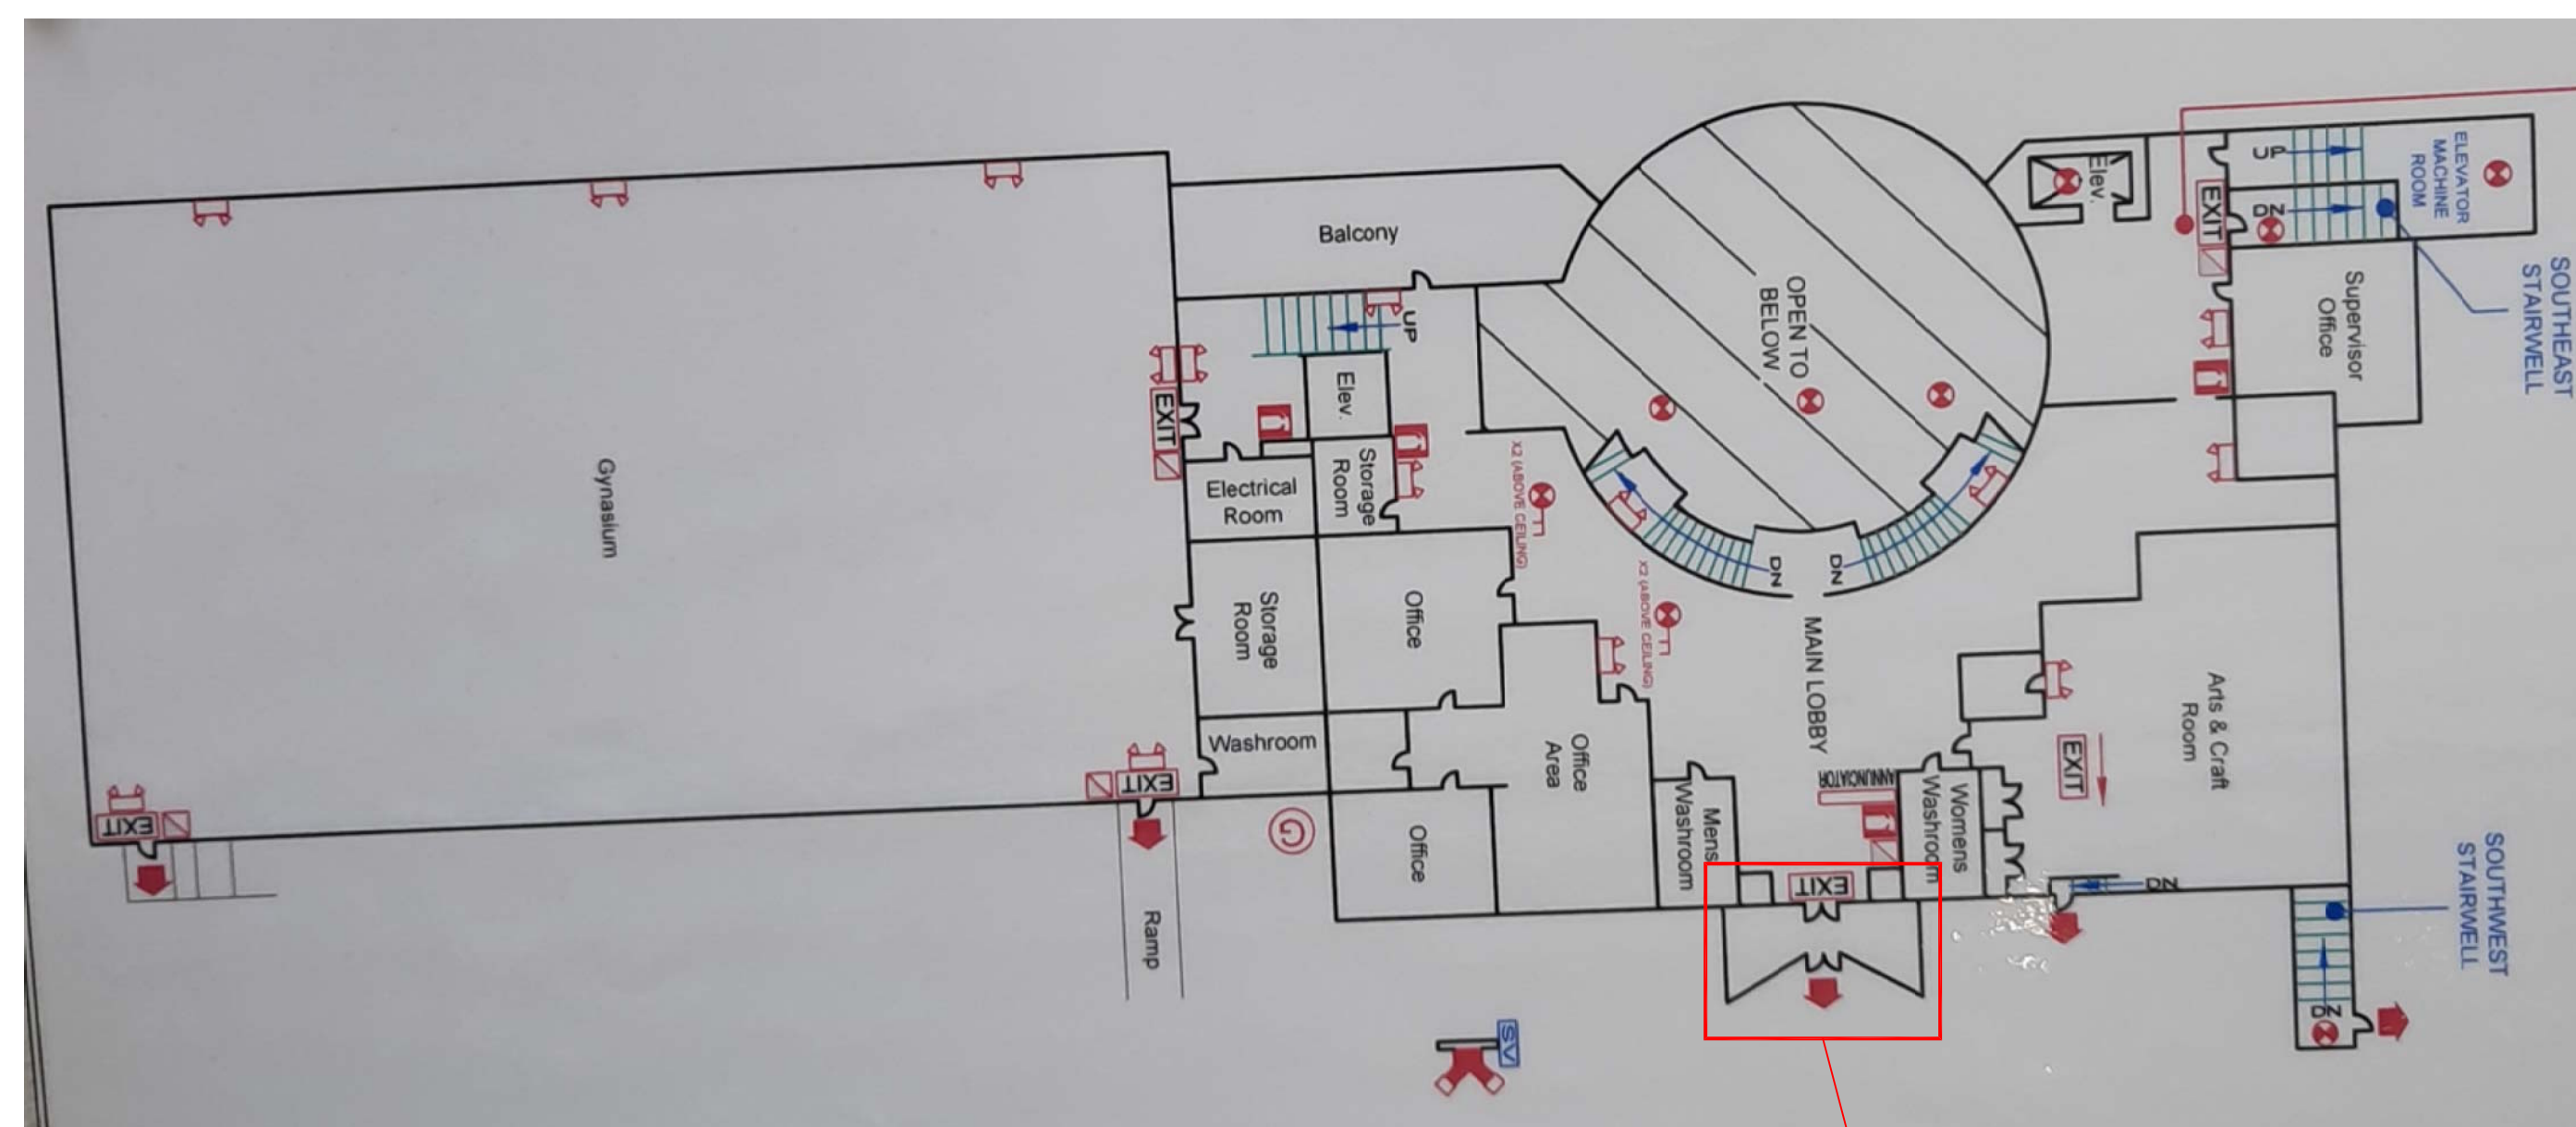 ELEVATOR
MACHINE
ROOM
UP
DN
Elev.
EXIT
SOUTHEAST
STAIRWELL
Supervisor
Office
Balcony
OPEN TO
BELOW
UP
Elev.
EXIT
Storage
Room
Electrical
Room
X2 (ABOVE CEILING)
X2 (ABOVE CEILING)
Gynasium
DN
DN
MAIN LOBBY
Storage
Room
Office
Office
Area
Arts & Craft
Room
EXIT
Washroom
EXIT
EXIT
ANNUNCIATOR
Mens
Washroom
Womens
Washroom
EXIT
Office
DN
SOUTHWEST
STAIRWELL
Ramp
DN
SV
G